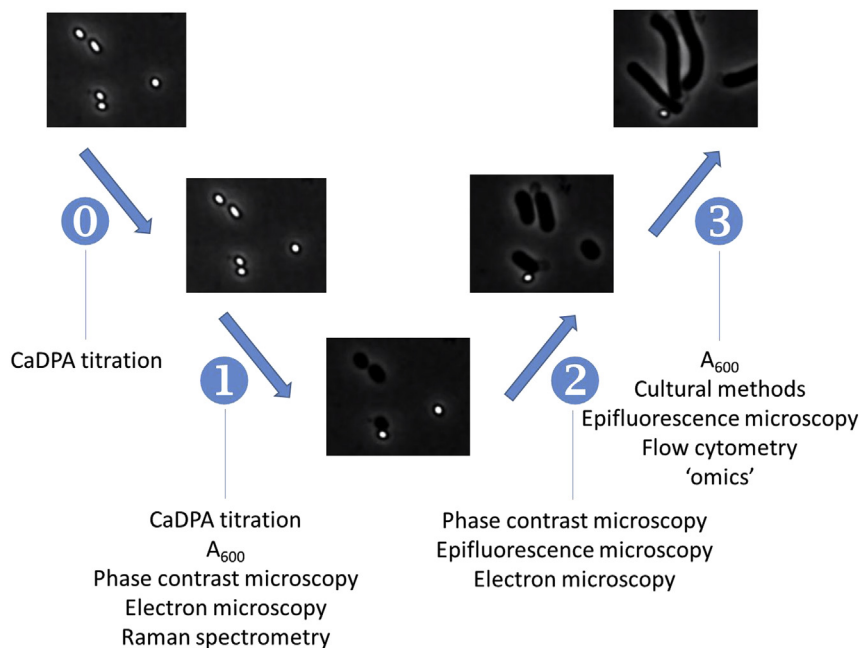 0
CaDPA titration
1
CaDPA titration
A600
Phase contrast microscopy
Electron microscopy
Raman spectrometry
2
Phase contrast microscopy
Epifluorescence microscopy
Electron microscopy
3
A600
Cultural methods
Epifluorescence microscopy
Flow cytometry
‘omics’